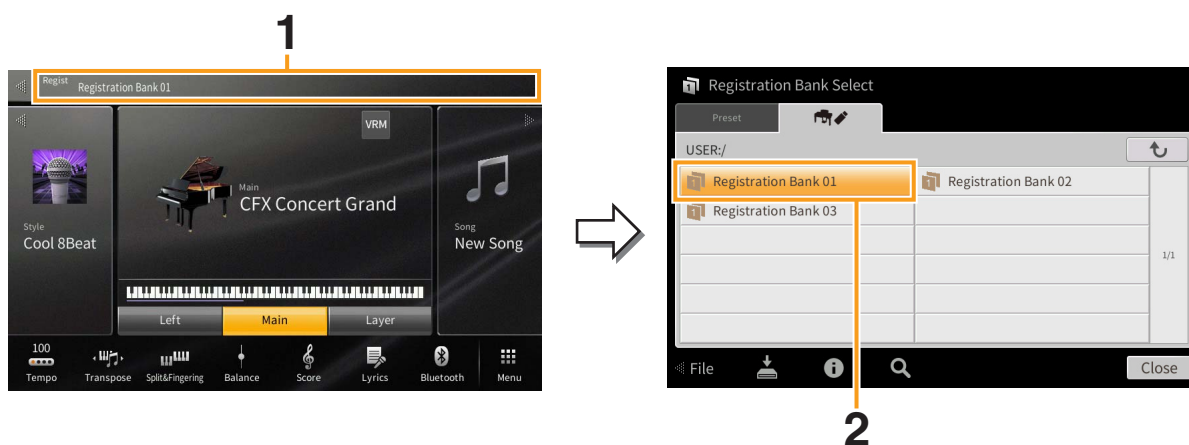 1
Regist
Registration Bank 01
VRM
Main
CFX Concert Grand
Style
Cool 8Beat
Song
New Song
Left Main Layer
100
Tempo Transpose Split&Fingering Balance Score Lyrics Bluetooth Menu
Registration Bank Select
Preset
USER:/
Registration Bank 01 Registration Bank 02
Registration Bank 03
1/1
File Close
2